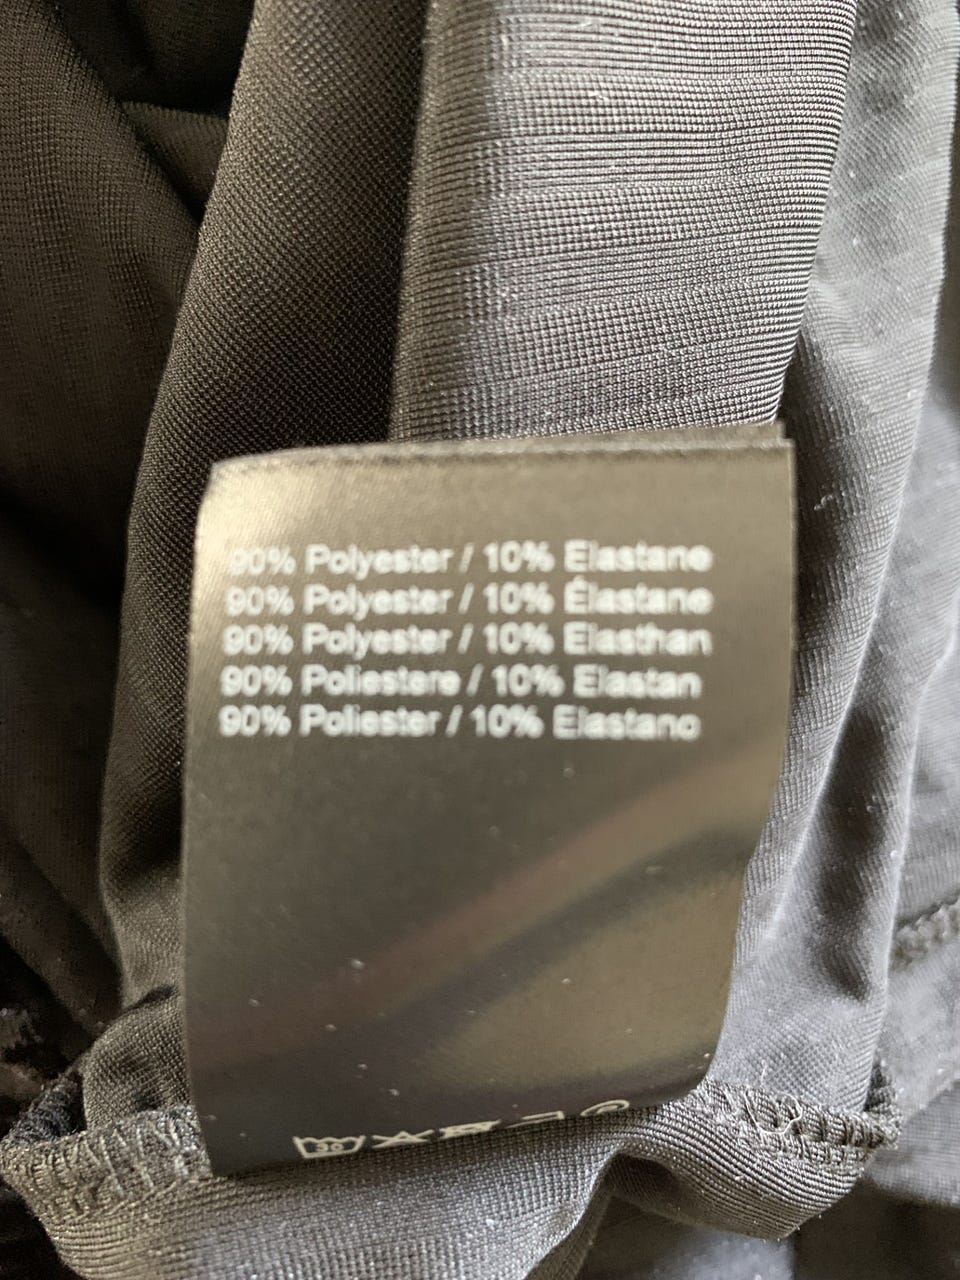 90% Polyester / 10% Elastane
90% Polyester / 10% Élastane
90% Polyester / 10% Elasthan
90% Poliestere / 10% Elastan
90% Poliester / 10% Elastano
30